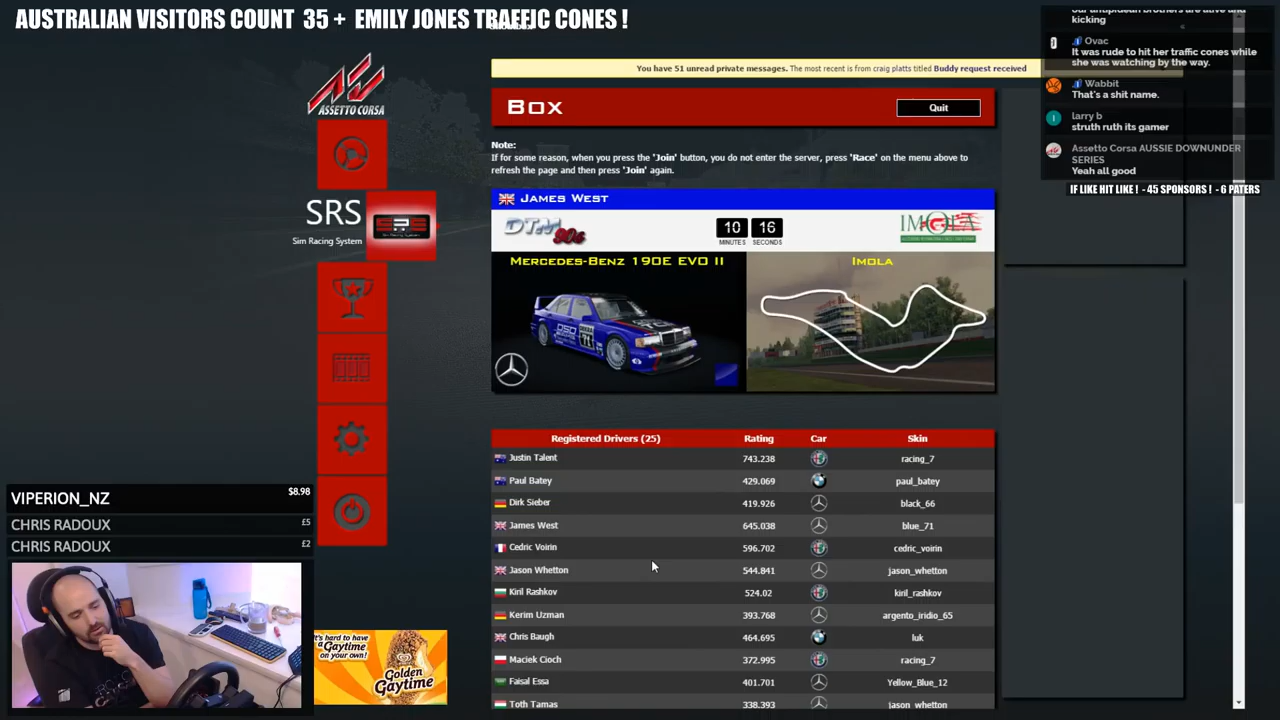 AUSTRALIAN VISITORS COUNT 35 + EMILY JONES TRAFFIC CONES !
kicking
Ovac
It was rude to hit her traffic cones while
she was watching by the way.
Wabbit
That's a shit name.
larry b
struth ruth its gamer
Assetto Corsa AUSSIE DOWNUNDER
SERIES
Yeah all good
IF LIKE HIT LIKE ! - 45 SPONSORS ! - 6 PATERS
You have 51 unread private messages. The most recent is from craig platts titled Buddy request received
ASSETTO CORSA
SRS
Sim Racing System
Box
Quit
Note:
If for some reason, when you press the 'Join' button, you do not enter the server, press 'Race' on the menu above to
refresh the page and then press 'Join' again.
JAMES WEST
DTM 90s
10
MINUTES
16
SECONDS
IMOLA
MERCEDES-BENZ 190E EVO II
IMOLA
Registered Drivers (25) Rating Car Skin
Justin Talent 743.238 racing_7
Paul Batey 429.069 paul_batey
Dirk Sieber 419.926 black_66
James West 645.038 blue_71
Cedric Voirin 596.702 cedric_voirin
Jason Whetton 544.841 jason_whetton
Kiril Rashkov 524.02 kiril_rashkov
Kerim Uzman 393.768 argento_iridio_65
Chris Baugh 464.695 luk
Maciek Cioch 372.995 racing_7
Faisal Essa 401.701 Yellow_Blue_12
Toth Tamas 338.393 jason_whetton
VIPERION_NZ $8.98
CHRIS RADOUX £5
CHRIS RADOUX £2
It's hard to have
a Gaytime
on your own!
Golden
Gaytime